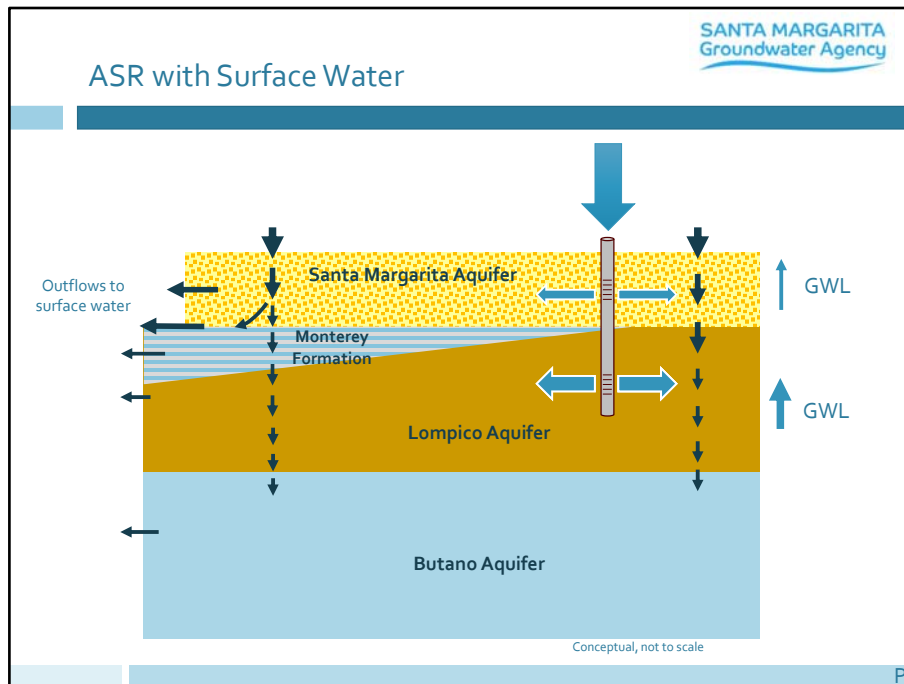 SANTA MARGARITA
Groundwater Agency
ASR with Surface Water
Santa Margarita Aquifer
Outflows to
surface water
GWL
Monterey
Formation
GWL
Lompico Aquifer
Butano Aquifer
Conceptual, not to scale
P